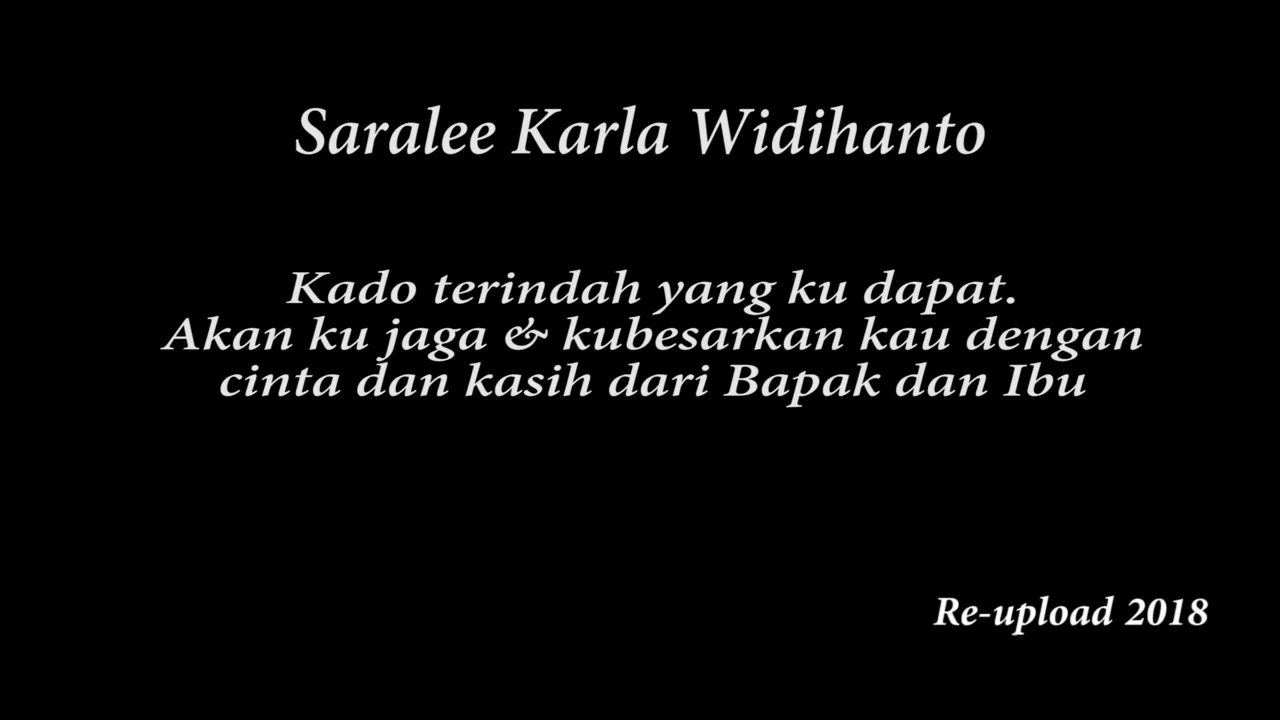 Saralee Karla Widihanto
Kado terindah yang ku dapat.
Akan ku jaga & kubesarkan kau dengan
cinta dan kasih dari Bapak dan Ibu
Re-upload 2018